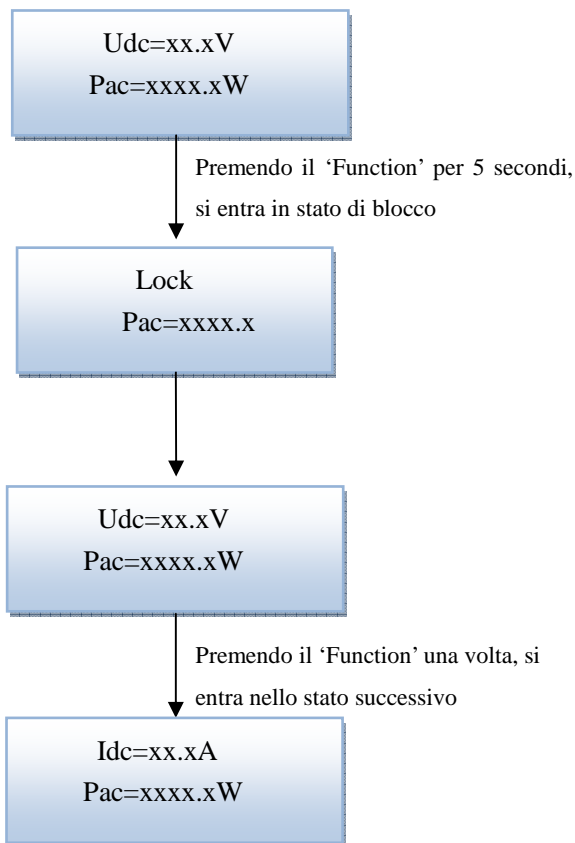 Udc=xx.xV
Pac=xxxx.xW
Premendo il ‘Function’ per 5 secondi,
si entra in stato di blocco
Lock
Pac=xxxx.x
Udc=xx.xV
Pac=xxxx.xW
Premendo il ‘Function’ una volta, si
entra nello stato successivo
Idc=xx.xA
Pac=xxxx.xW